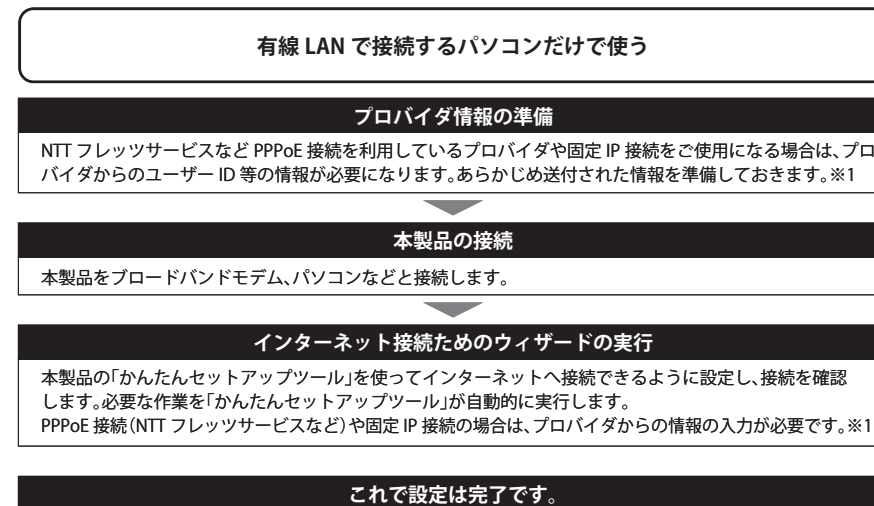 有線 LAN で接続するパソコンだけで使う
プロバイダ情報の準備
NTT フレッツサービスなど PPPoE 接続を利用しているプロバイダや固定 IP 接続をご使用になる場合は、プロ
バイダからのユーザー ID 等の情報が必要になります。あらかじめ送付された情報を準備しておきます。※1
本製品の接続
本製品をブロードバンドモデム、パソコンなどと接続します。
インターネット接続ためのウィザードの実行
本製品の「かんたんセットアップツール」を使ってインターネットへ接続できるように設定し、接続を確認
します。必要な作業を「かんたんセットアップツール」が自動的に実行します。
PPPoE 接続（NTT フレッツサービスなど）や固定 IP 接続の場合は、プロバイダからの情報の入力が必要です。※1
これで設定は完了です。